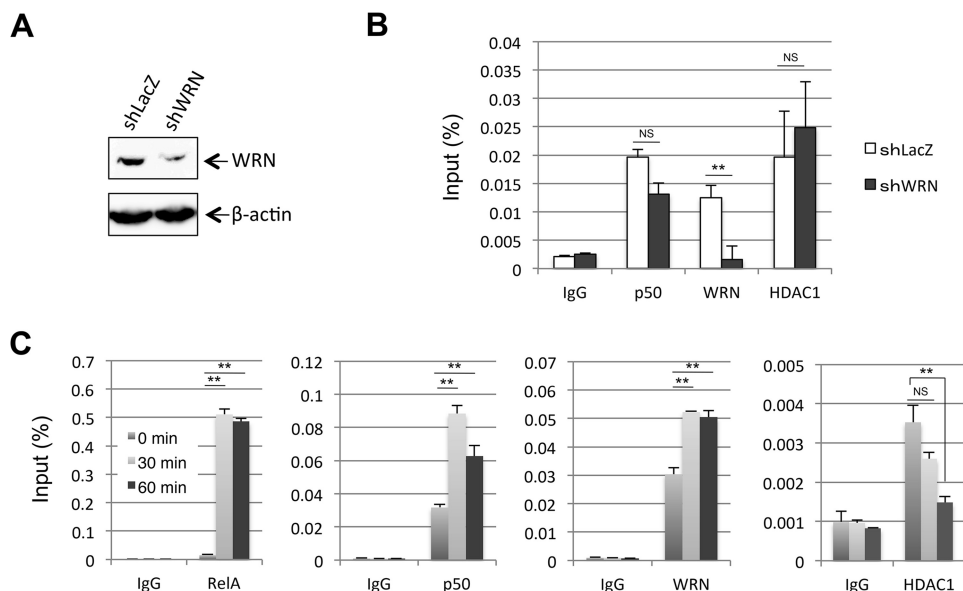 A
shLacZ
shWRN
WRN
β-actin
B
Input (%)
0.04
0.035
0.03
0.025
0.02
0.015
0.01
0.005
0
NS
**
NS
IgG
p50
WRN
HDAC1
shLacZ
shWRN
C
Input (%)
0.7
0.6
0.5
0.4
0.3
0.2
0.1
0
**
**
0 min
30 min
60 min
IgG
RelA
0.12
0.1
0.08
0.06
0.04
0.02
0
**
**
IgG
p50
0.07
0.06
0.05
0.04
0.03
0.02
0.01
0
**
**
IgG
WRN
0.005
0.004
0.003
0.002
0.001
0
**
NS
IgG
HDAC1